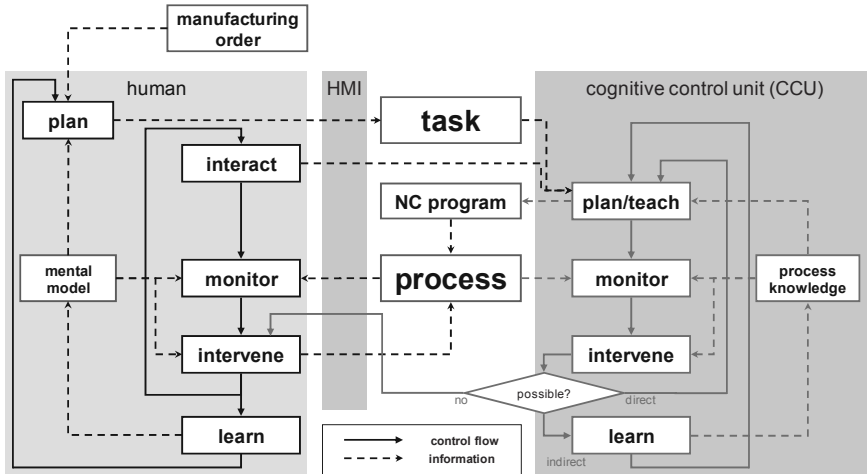 manufacturing
order
human
HMI
cognitive control unit (CCU)
plan
task
interact
NC program
plan/teach
mental
model
monitor
process
monitor
process
knowledge
intervene
intervene
possible?
no
direct
learn
learn
indirect
control flow
information